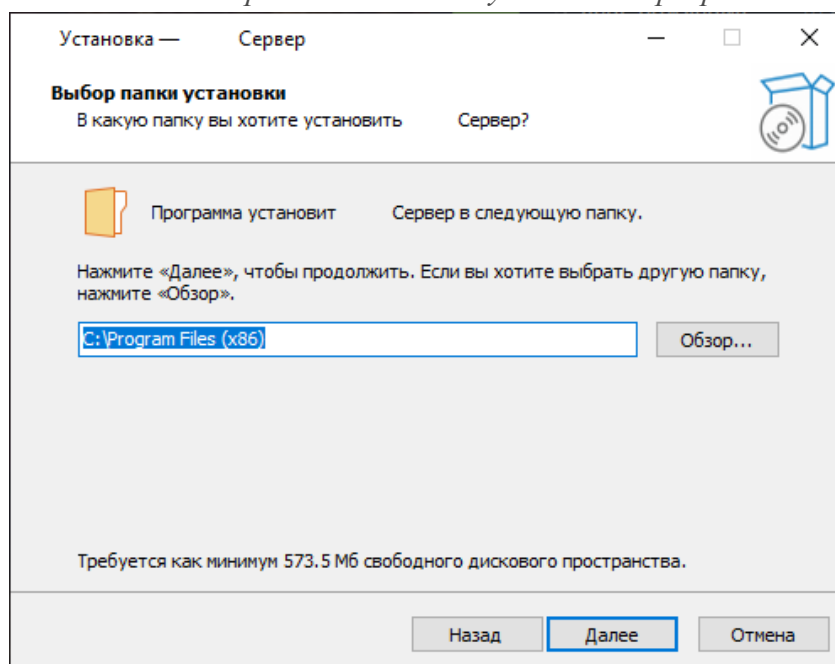 Установка — Сервер
Выбор папки установки
В какую папку вы хотите установить Сервер?
Программа установит Сервер в следующую папку.
Нажмите «Далее», чтобы продолжить. Если вы хотите выбрать другую папку,
нажмите «Обзор».
C:\Program Files (x86)
Обзор...
Требуется как минимум 573.5 Мб свободного дискового пространства.
Назад
Далее
Отмена